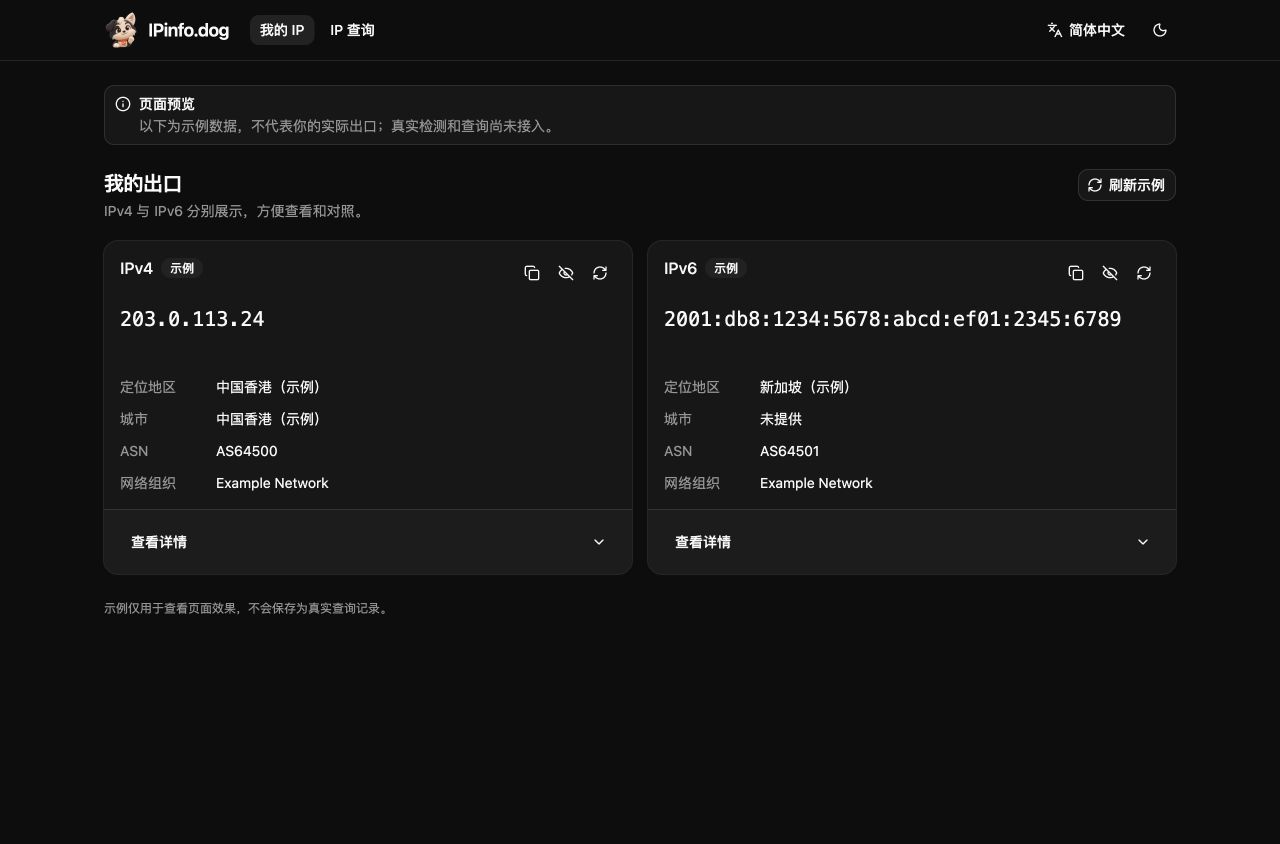 IPinfo.dog
我的 IP
IP 查询
简体中文
页面预览
以下为示例数据，不代表你的实际出口；真实检测和查询尚未接入。
我的出口
IPv4 与 IPv6 分别展示，方便查看和对照。
刷新示例
IPv4 示例
203.0.113.24
定位地区 中国香港（示例）
城市 中国香港（示例）
ASN AS64500
网络组织 Example Network
查看详情
IPv6 示例
2001:db8:1234:5678:abcd:ef01:2345:6789
定位地区 新加坡（示例）
城市 未提供
ASN AS64501
网络组织 Example Network
查看详情
示例仅用于查看页面效果，不会保存为真实查询记录。